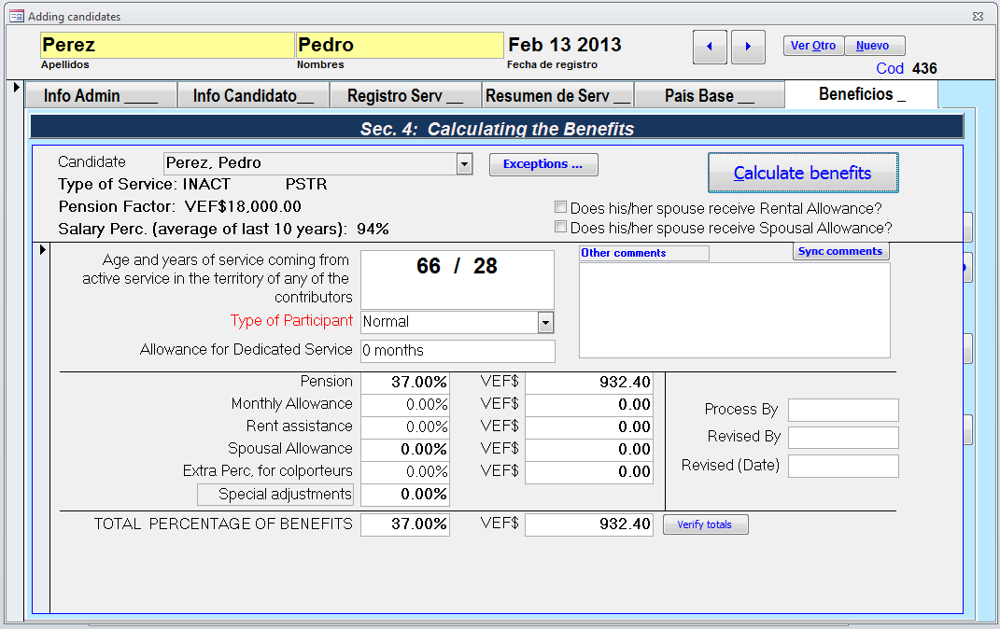 Adding candidates
Perez Pedro Feb 13 2013 Ver Otro Nuevo
Apellidos Nombres Fecha de registro Cod 436
Info Admin ____ Info Candidato__ Registro Serv __ Resumen de Serv __ País Base __ Beneficios _
Sec. 4: Calculating the Benefits
Candidate Perez, Pedro Exceptions ... Calculate benefits
Type of Service: INACT PSTR
Pension Factor: VEF$18,000.00 Does his/her spouse receive Rental Allowance?
Salary Perc. (average of last 10 years): 94% Does his/her spouse receive Spousal Allowance?
Other comments Sync comments
Age and years of service coming from
active service in the territory of any of the
contributors
66 / 28
Type of Participant Normal
Allowance for Dedicated Service 0 months
Pension 37.00% VEF$ 932.40
Monthly Allowance 0.00% VEF$ 0.00
Rent assistance 0.00% VEF$ 0.00
Spousal Allowance 0.00% VEF$ 0.00
Extra Perc, for colporteurs 0.00% VEF$ 0.00
Special adjustments 0.00%
Process By
Revised By
Revised (Date)
TOTAL PERCENTAGE OF BENEFITS 37.00% VEF$ 932.40 Verify totals